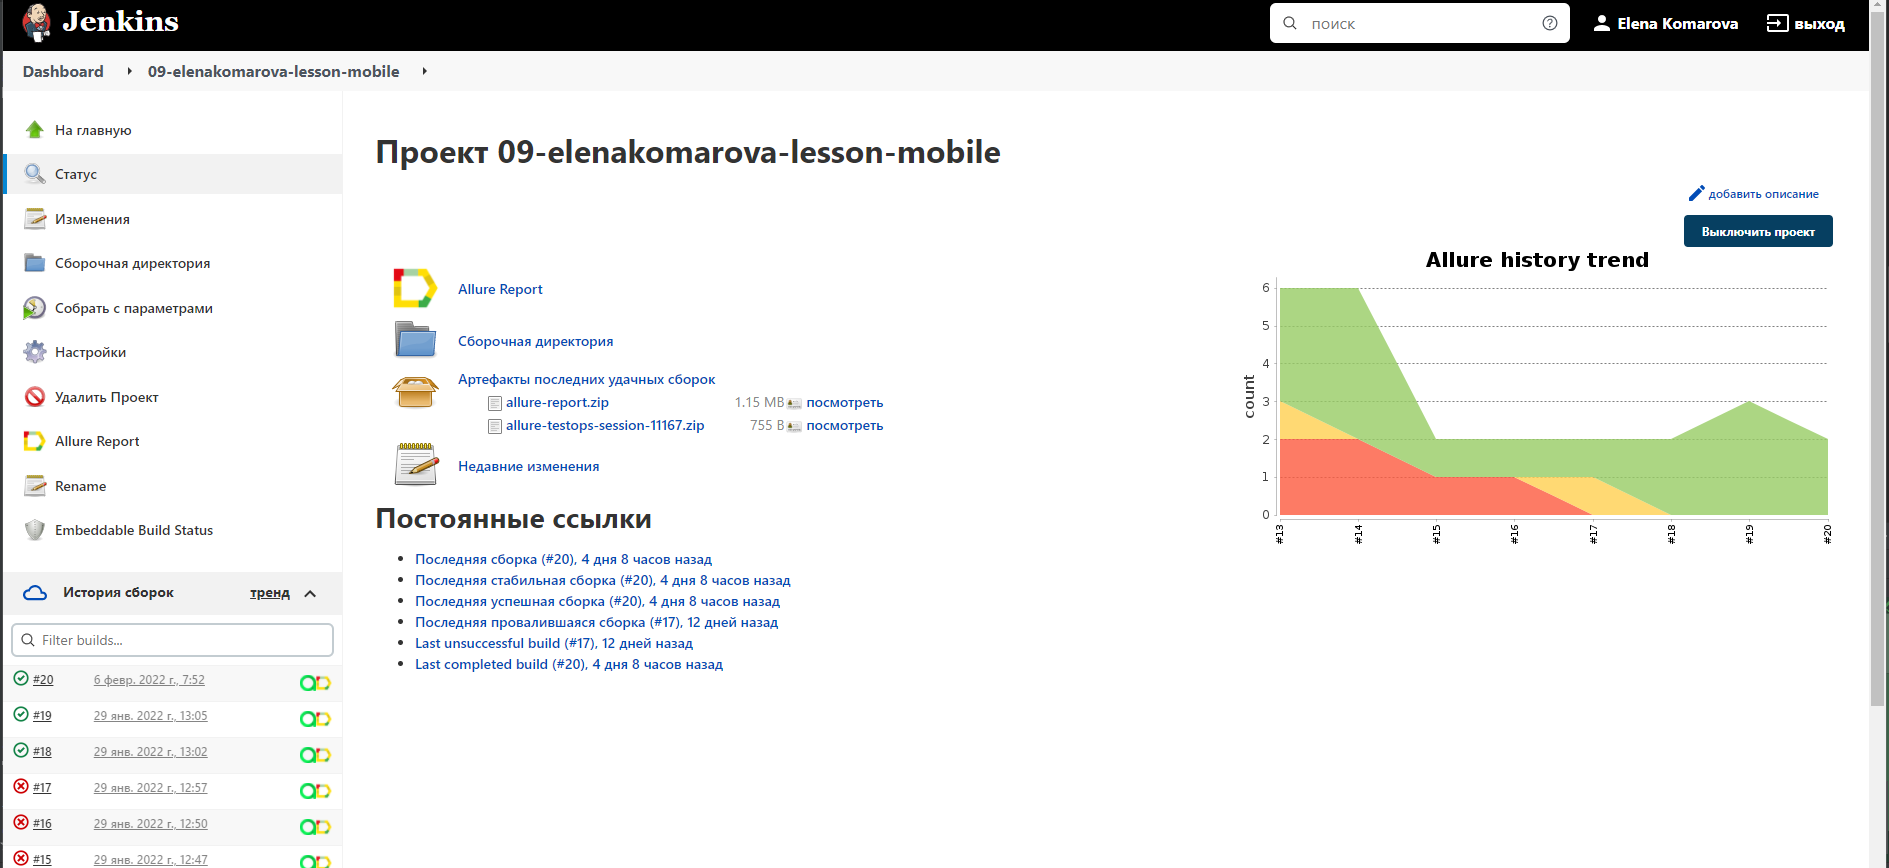 Jenkins
поиск
Elena Komarova
выход
Dashboard
09-elenakomarova-lesson-mobile
На главную
Статус
Изменения
Сборочная директория
Собрать с параметрами
Настройки
Удалить Проект
Allure Report
Rename
Embeddable Build Status
История сборок
тренд
Filter builds...
#20 6 февр. 2022 г., 7:52
#19 29 янв. 2022 г., 13:05
#18 29 янв. 2022 г., 13:02
#17 29 янв. 2022 г., 12:57
#16 29 янв. 2022 г., 12:50
#15 29 янв. 2022 г., 12:47
Проект 09-elenakomarova-lesson-mobile
добавить описание
Выключить проект
Allure Report
Сборочная директория
Артефакты последних удачных сборок
allure-report.zip 1.15 MB посмотреть
allure-testops-session-11167.zip 755 B посмотреть
Недавние изменения
Постоянные ссылки
Последняя сборка (#20), 4 дня 8 часов назад
Последняя стабильная сборка (#20), 4 дня 8 часов назад
Последняя успешная сборка (#20), 4 дня 8 часов назад
Последняя провалившаяся сборка (#17), 12 дней назад
Last unsuccessful build (#17), 12 дней назад
Last completed build (#20), 4 дня 8 часов назад
Allure history trend
count
6
5
4
3
2
1
0
#13 #14 #15 #16 #17 #18 #19 #20